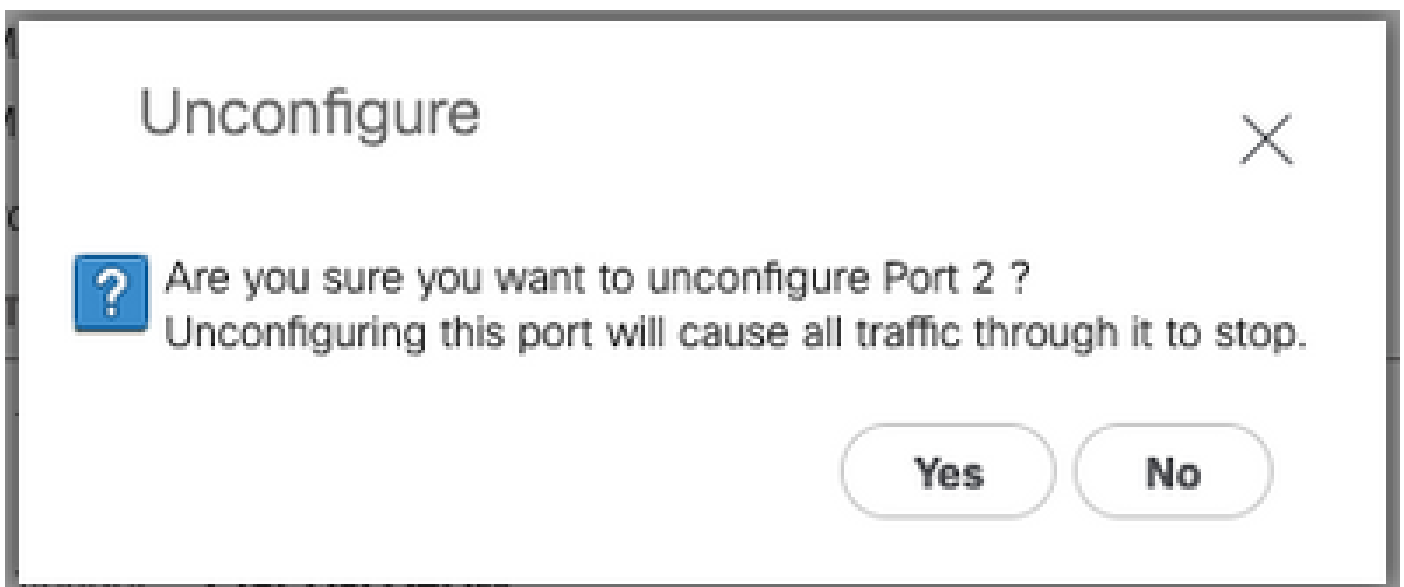 Unconfigure
Are you sure you want to unconfigure Port 2 ?
Unconfiguring this port will cause all traffic through it to stop.
Yes No